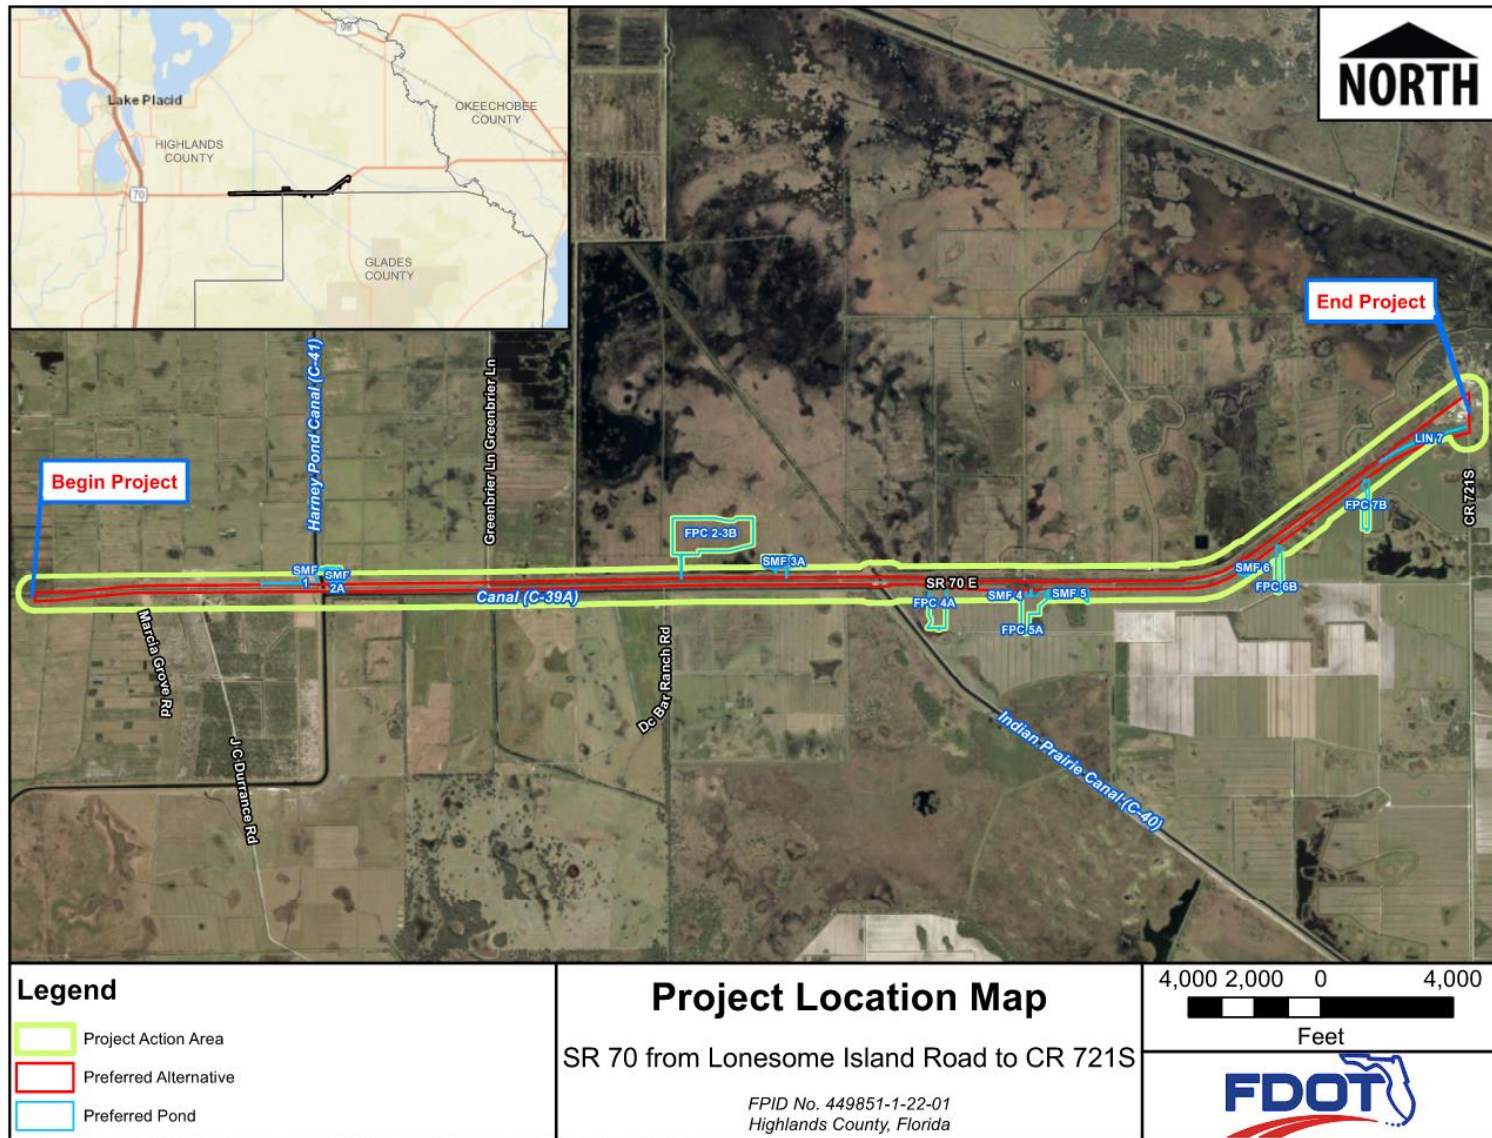 98
Lake Placid
OKEECHOBEE
COUNTY
HIGHLANDS
COUNTY
70
GLADES
COUNTY
NORTH
End Project
Begin Project
Harney Pond Canal (C-41)
Greenbrier Ln Greenbrier Ln
LIN 7
CR 721S
FPC 7B
FPC 2-3B
SMF 3A
SMF
1
SMF
2A
SMF 6
FPC 6B
SR 70 E
Canal (C-39A)
FPC 4A
SMF 4
SMF 5
FPC 5A
Marcia Grove Rd
Dc Bar Ranch Rd
J C Durrance Rd
Indian Prairie Canal (C-40)
Legend
Project Action Area
Preferred Alternative
Preferred Pond
Project Location Map
SR 70 from Lonesome Island Road to CR 721S
FPID No. 449851-1-22-01
Highlands County, Florida
4,000 2,000 0 4,000
Feet
FDOT